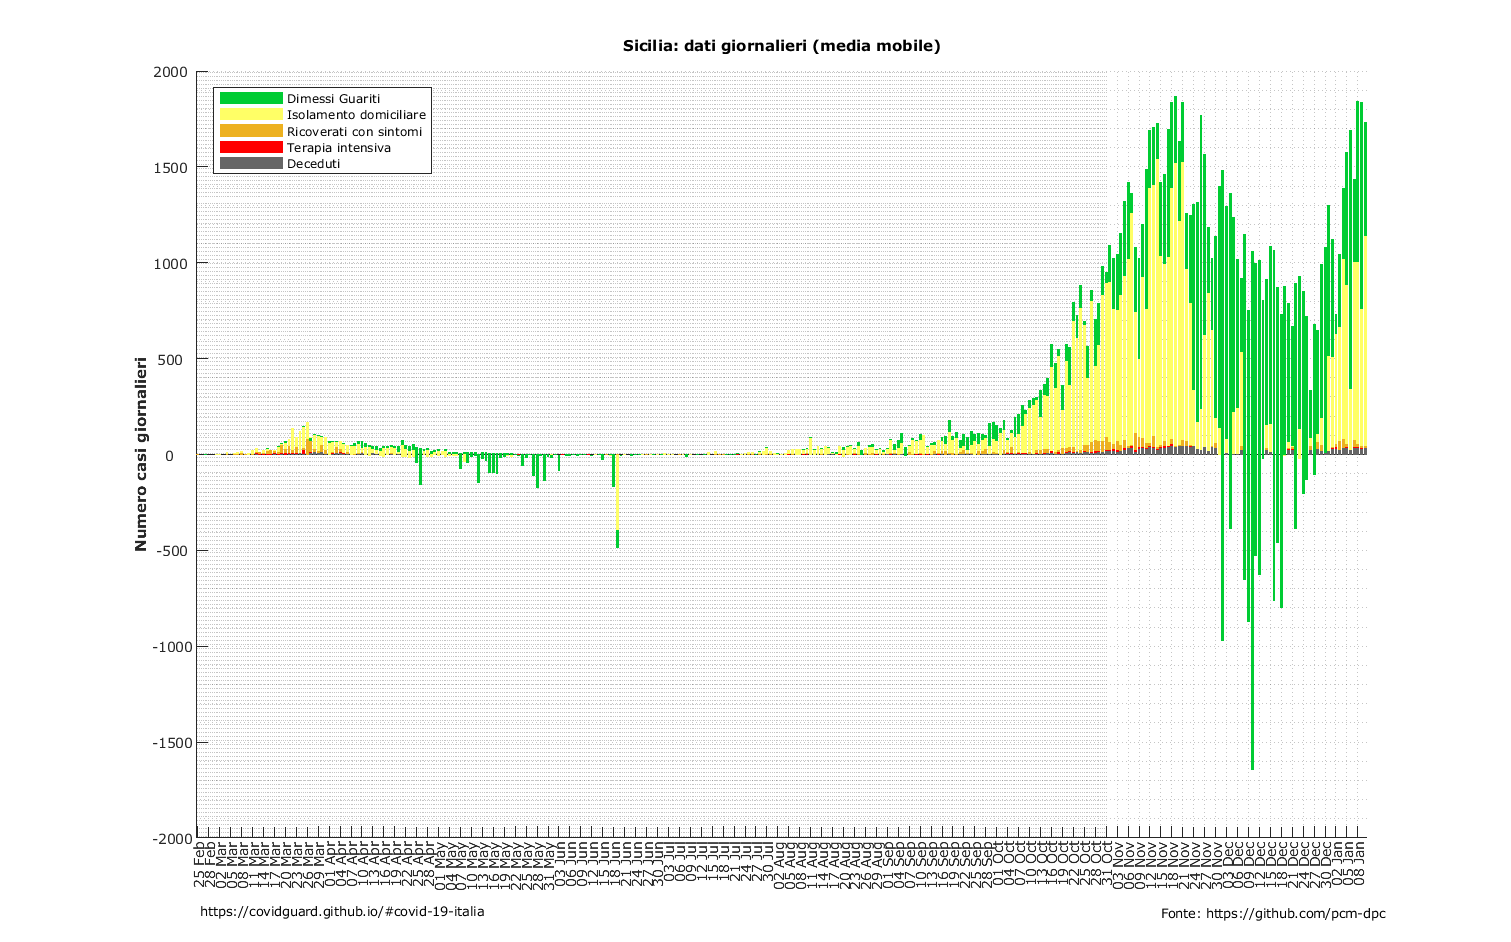 Sicilia: dati giornalieri (media mobile)
Dimessi Guariti
Isolamento domiciliare
Ricoverati con sintomi
Terapia intensiva
Deceduti
Numero casi giornalieri
2000
1500
1000
500
0
-500
-1000
-1500
-2000
25 Feb
28 Feb
02 Mar
05 Mar
08 Mar
11 Mar
14 Mar
17 Mar
20 Mar
23 Mar
26 Mar
29 Mar
01 Apr
04 Apr
07 Apr
10 Apr
13 Apr
16 Apr
19 Apr
22 Apr
25 Apr
28 Apr
01 May
04 May
07 May
10 May
13 May
16 May
19 May
22 May
25 May
28 May
31 May
03 Jun
06 Jun
09 Jun
12 Jun
15 Jun
18 Jun
21 Jun
24 Jun
27 Jun
30 Jun
03 Jul
06 Jul
09 Jul
12 Jul
15 Jul
18 Jul
21 Jul
24 Jul
27 Jul
30 Jul
02 Aug
05 Aug
08 Aug
11 Aug
14 Aug
17 Aug
20 Aug
23 Aug
26 Aug
29 Aug
01 Sep
04 Sep
07 Sep
10 Sep
13 Sep
16 Sep
19 Sep
22 Sep
25 Sep
28 Sep
01 Oct
04 Oct
07 Oct
10 Oct
13 Oct
16 Oct
19 Oct
22 Oct
25 Oct
28 Oct
31 Oct
03 Nov
06 Nov
09 Nov
12 Nov
15 Nov
18 Nov
21 Nov
24 Nov
27 Nov
30 Nov
03 Dec
06 Dec
09 Dec
12 Dec
15 Dec
18 Dec
21 Dec
24 Dec
27 Dec
30 Dec
02 Jan
05 Jan
08 Jan
https://covidguard.github.io/#covid-19-italia
Fonte: https://github.com/pcm-dpc